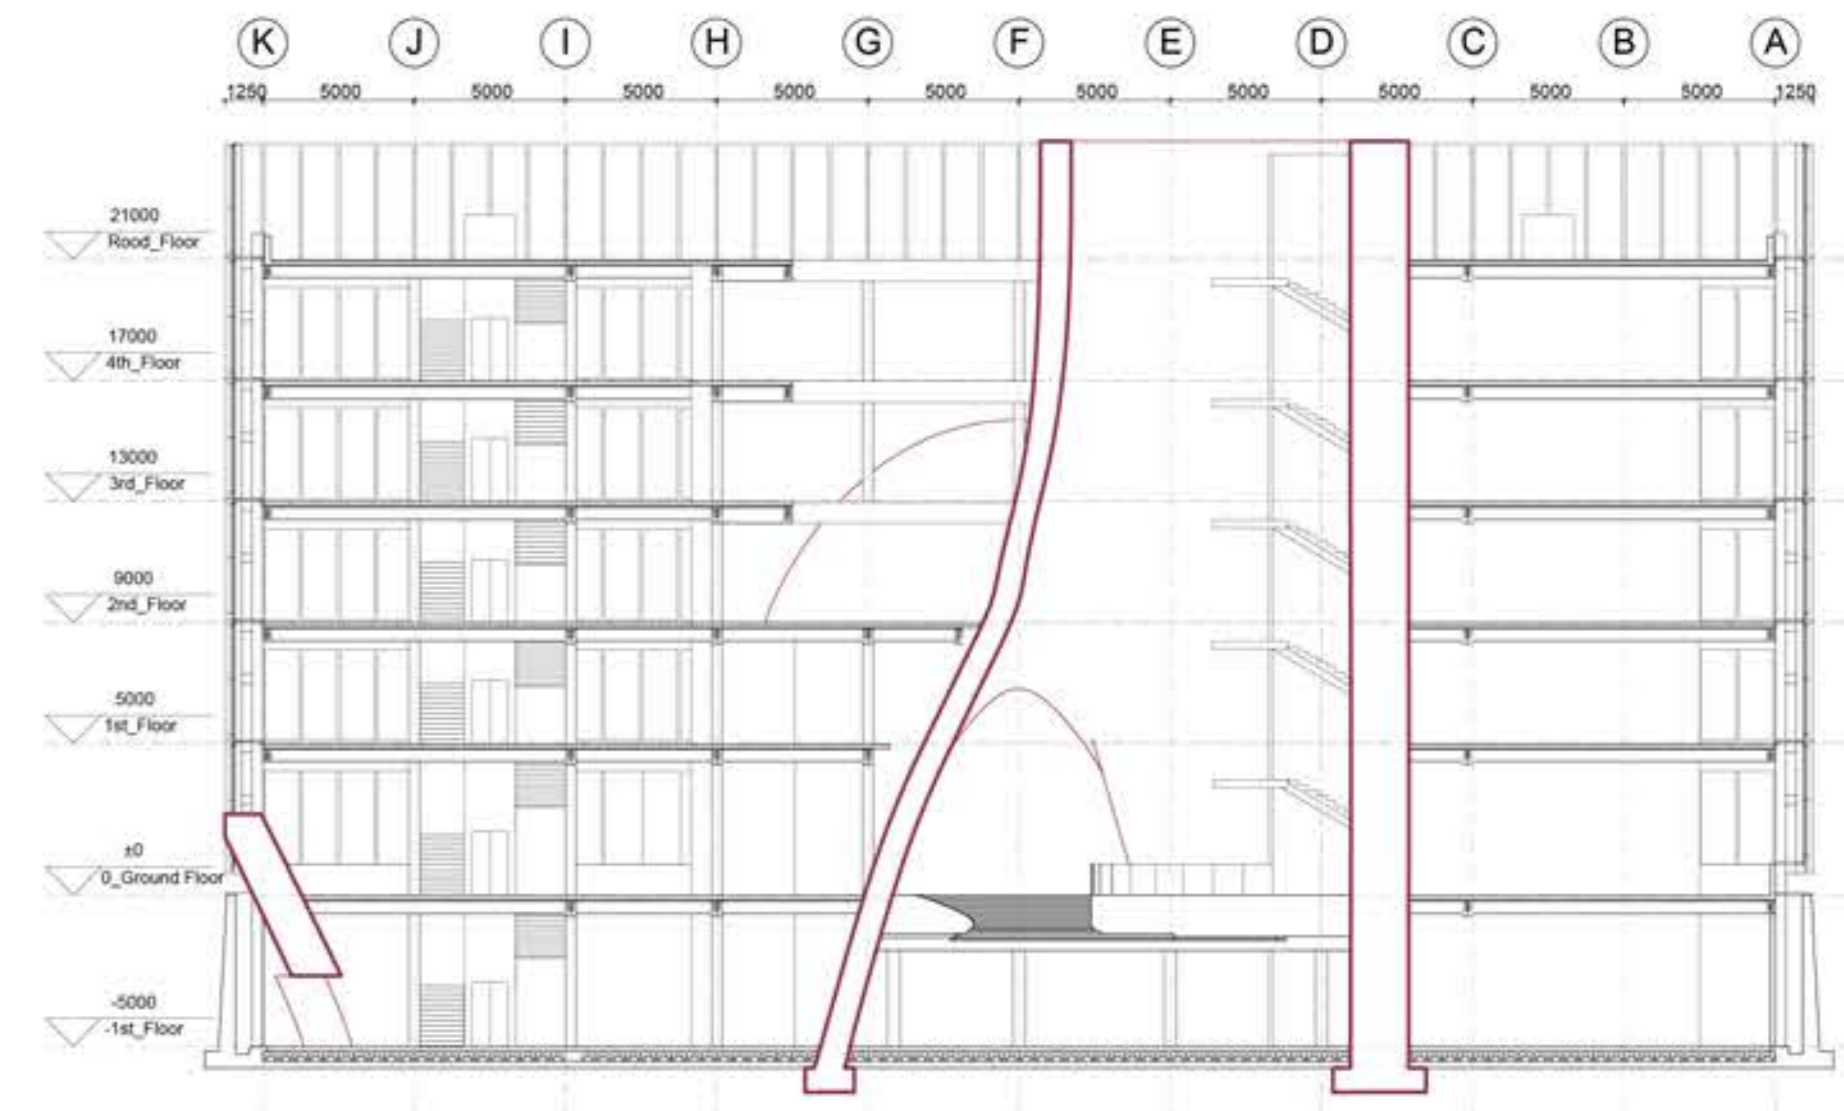 K J I H G F E D C B A
1250 5000 5000 5000 5000 5000 5000 5000 5000 5000 5000 1250
21000
Rood_Floor
17000
4th_Floor
13000
3rd_Floor
9000
2nd_Floor
5000
1st_Floor
±0
0_Ground Floor
-5000
-1st_Floor